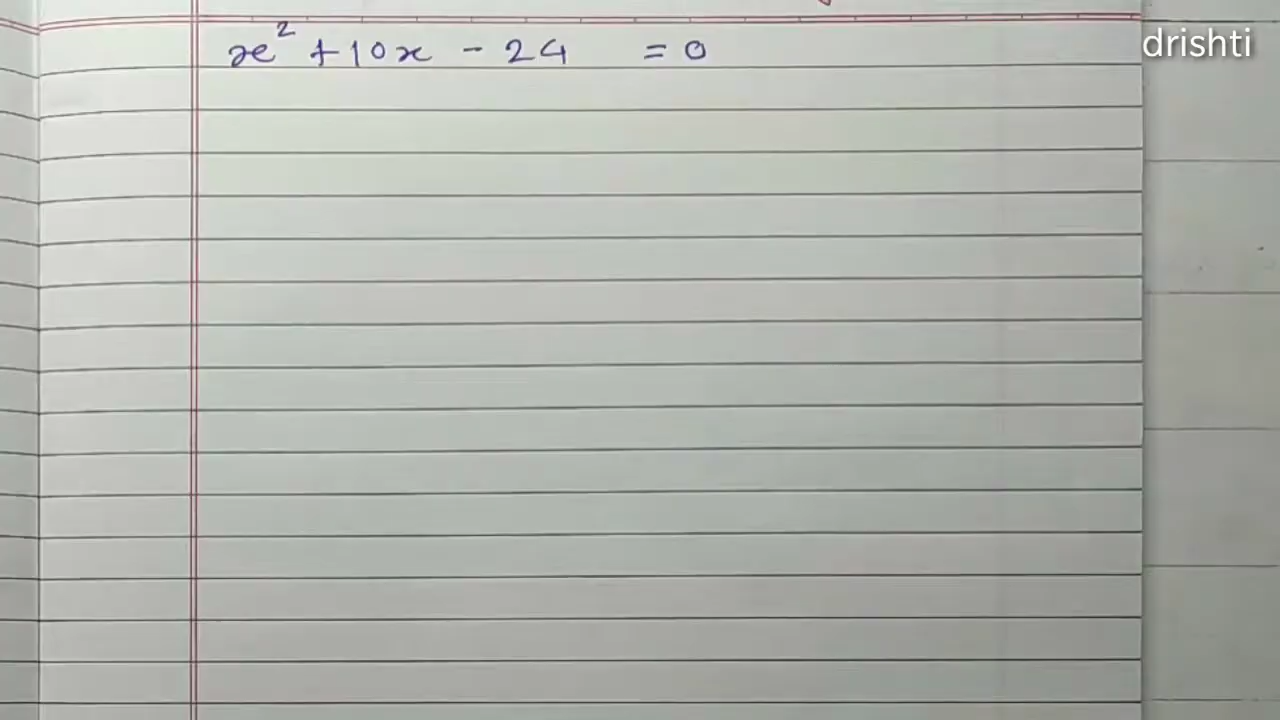 x² + 10x - 24 = 0
drishti